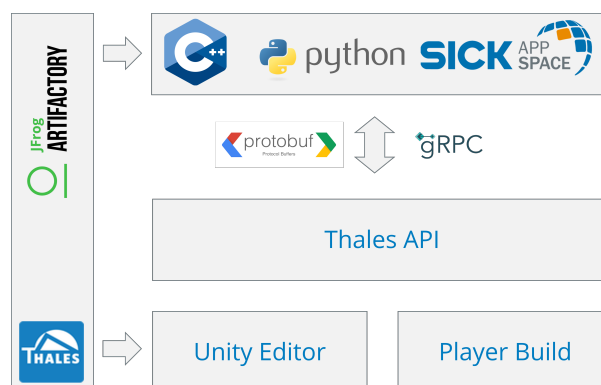 JFrog
ARTIFACTORY
C++
python
SICK APP
SPACE
protobuf
Protocol Buffers
gRPC
Thales API
THALES
Unity Editor
Player Build